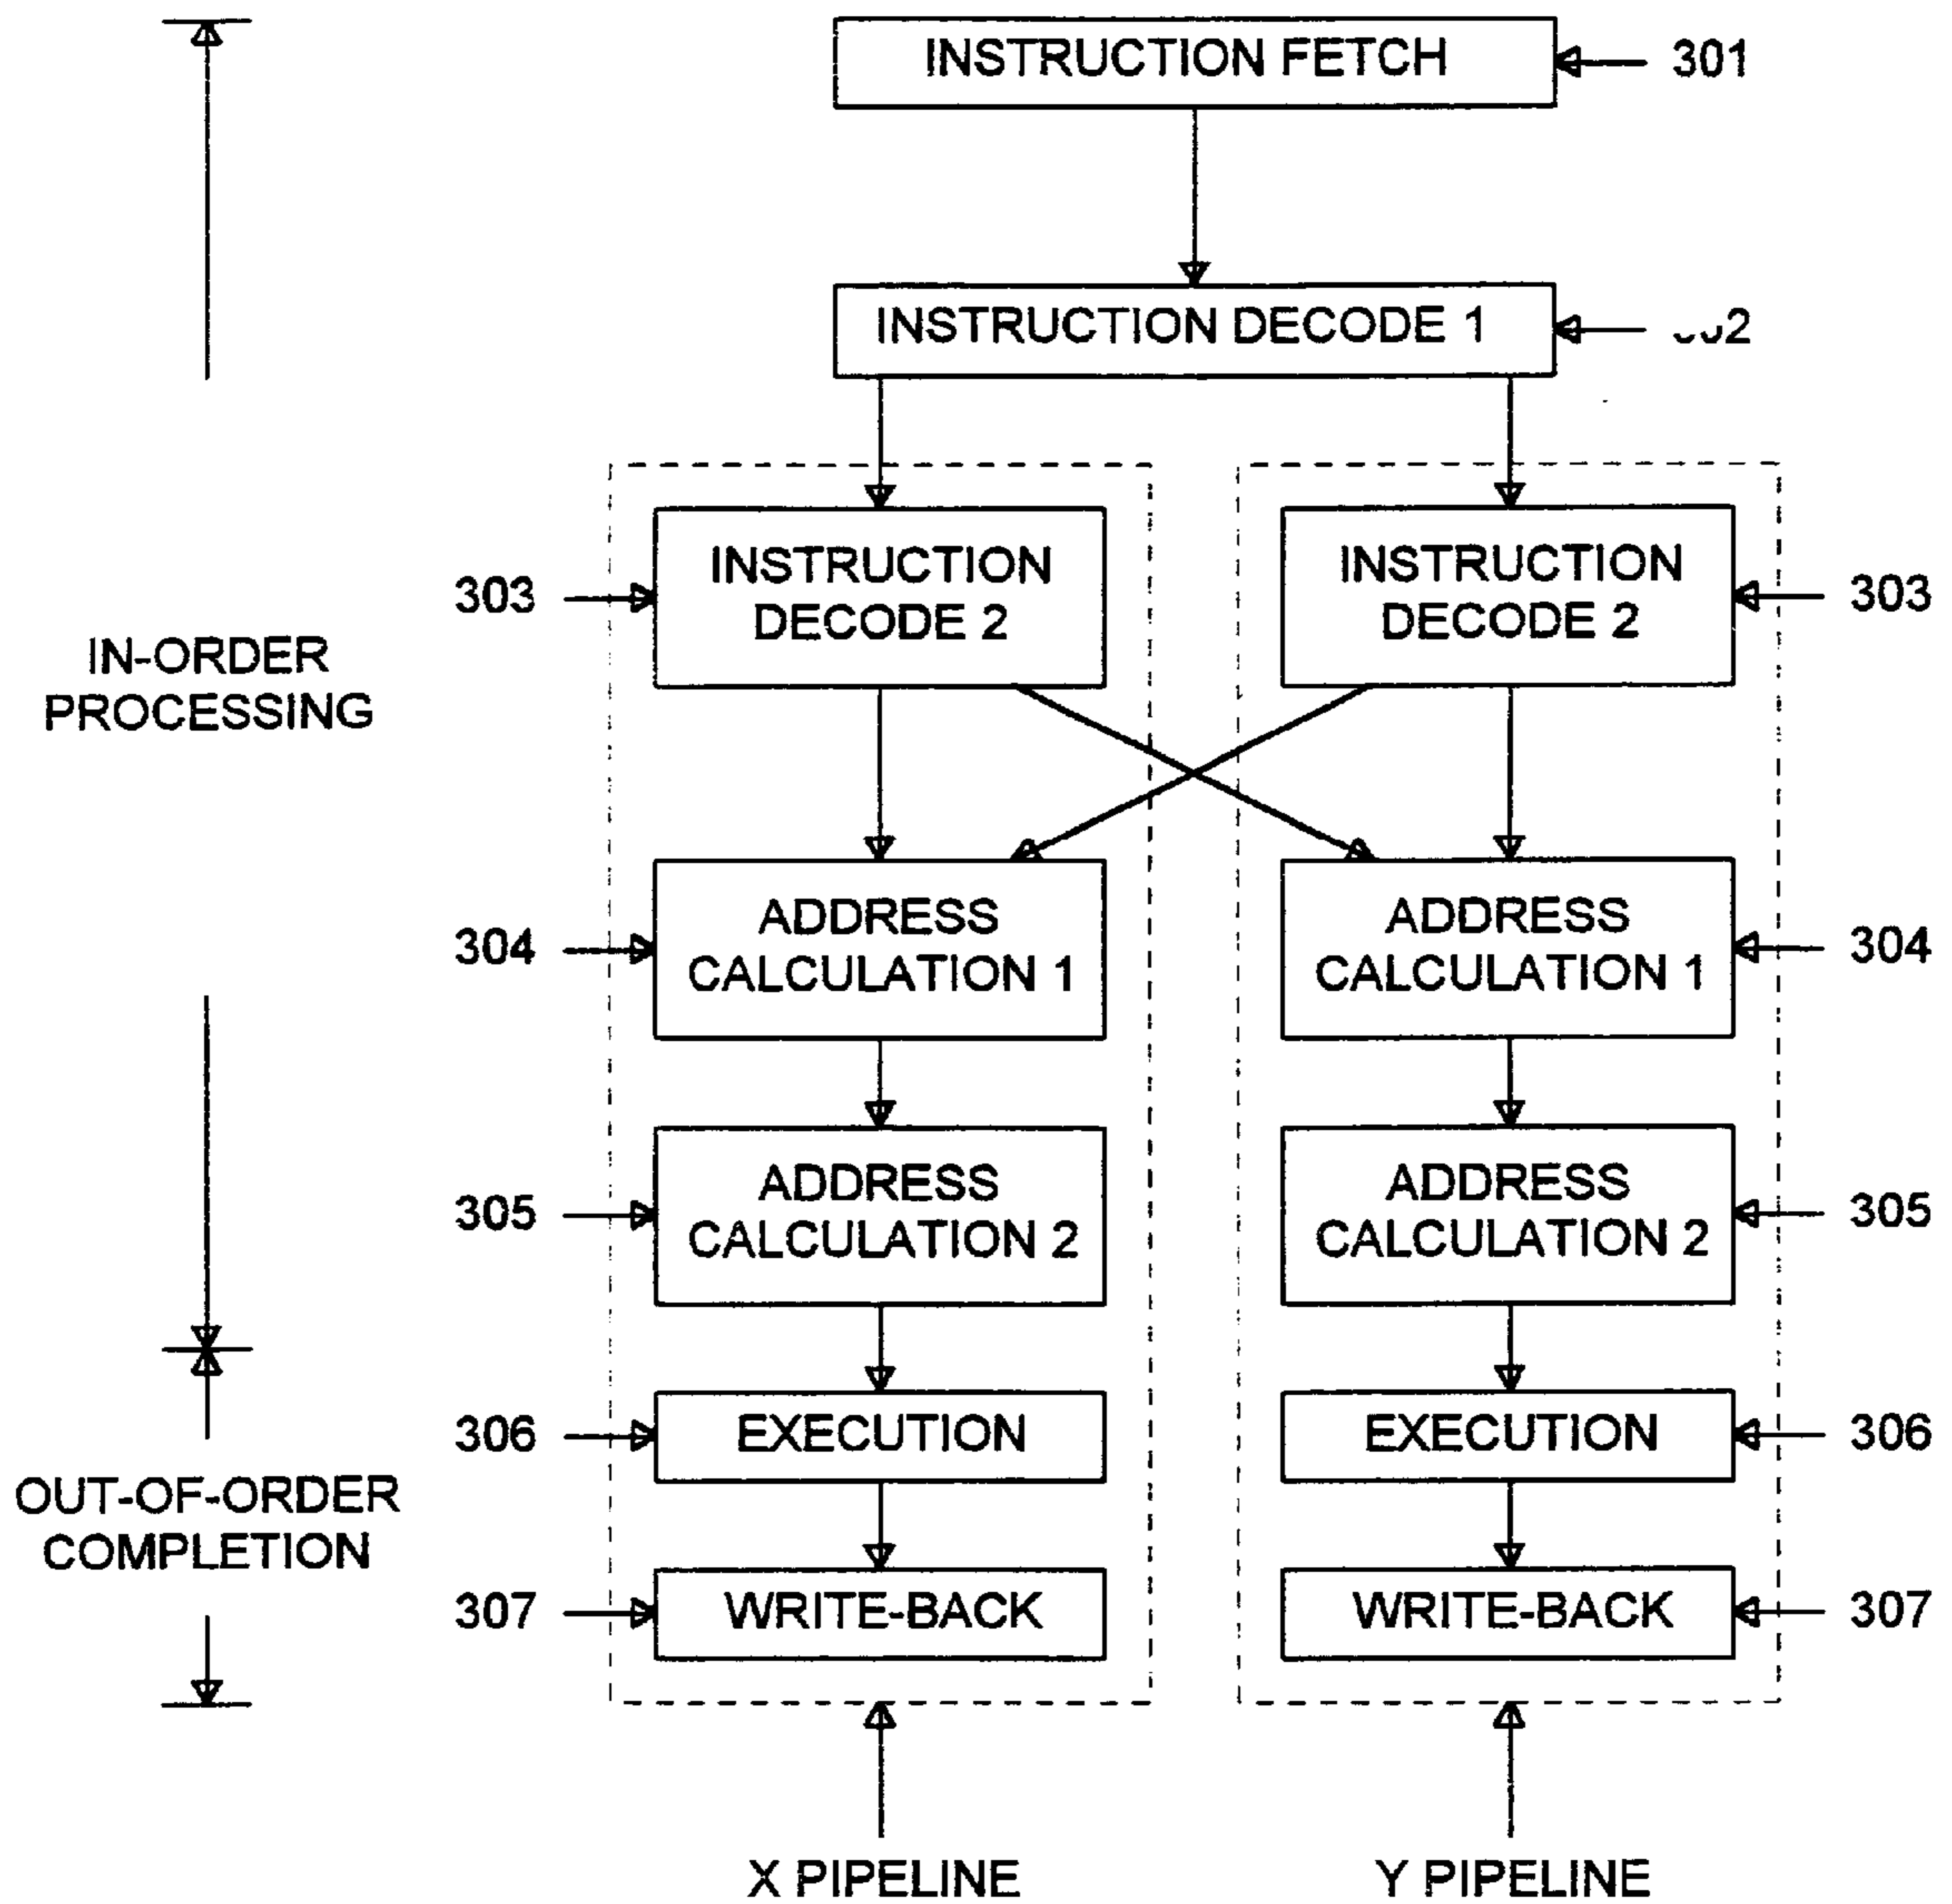 INSTRUCTION FETCH
301
INSTRUCTION DECODE 1
INSTRUCTION
DECODE 2
303
INSTRUCTION
DECODE 2
303
IN-ORDER
PROCESSING
ADDRESS
CALCULATION 1
304
ADDRESS
CALCULATION 1
304
ADDRESS
CALCULATION 2
305
ADDRESS
CALCULATION 2
305
306
EXECUTION
EXECUTION
306
OUT-OF-ORDER
COMPLETION
307
WRITE-BACK
WRITE-BACK
307
X PIPELINE
Y PIPELINE